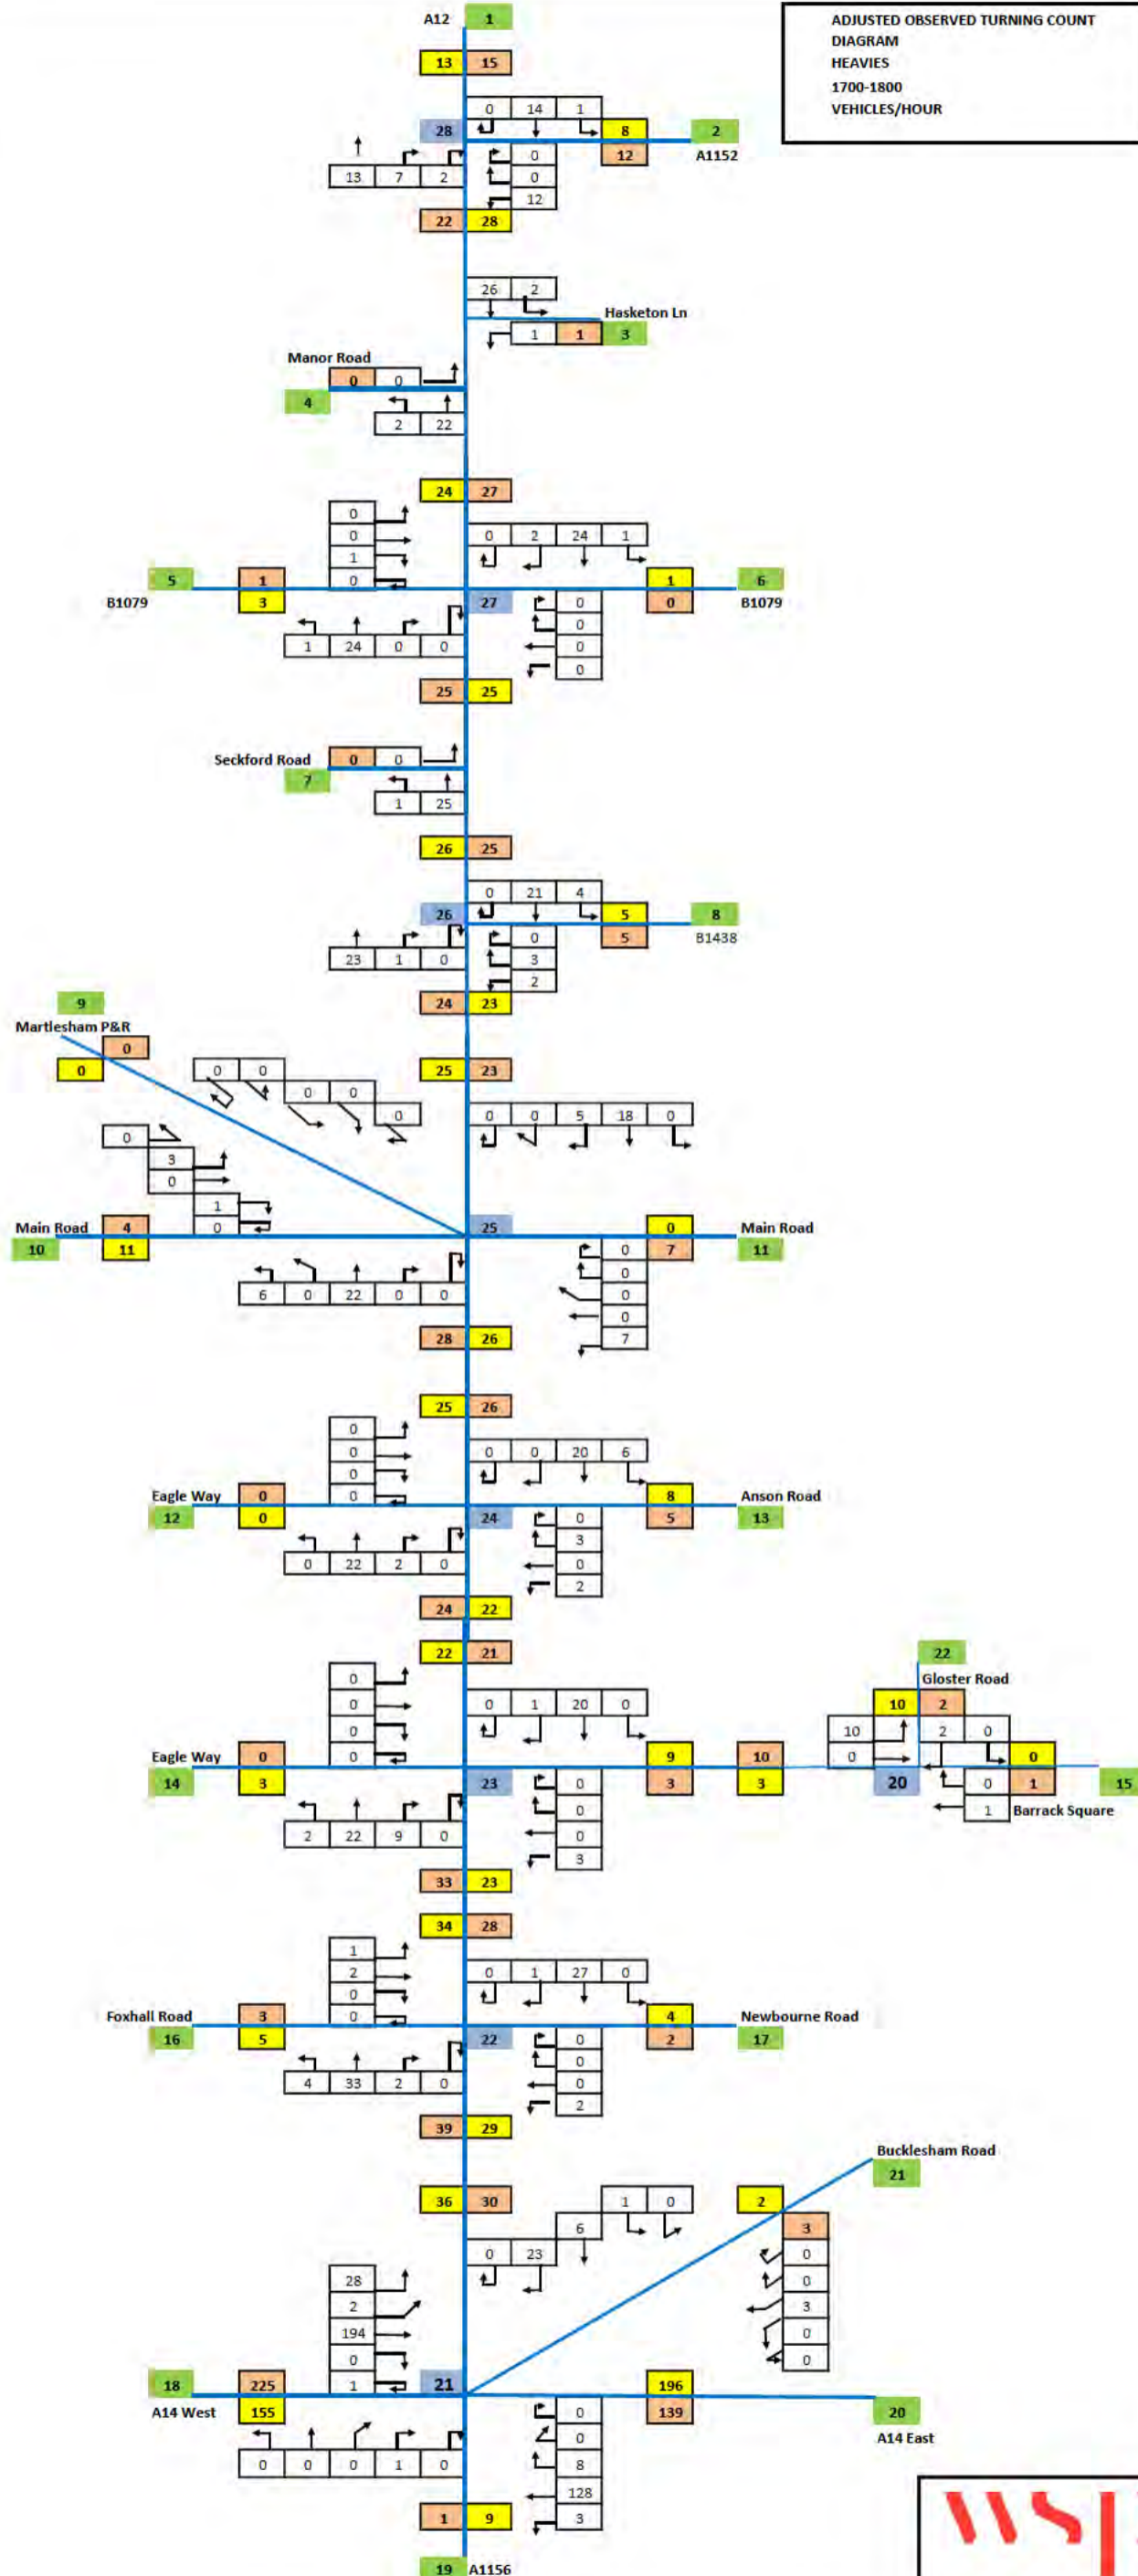 A12 1
ADJUSTED OBSERVED TURNING COUNT
DIAGRAM
HEAVIES
1700-1800
VEHICLES/HOUR
13 15
0 14 1
28 8 2
0 12 A1152
13 7 2 0
12
22 28
26 2
Hasketon Ln
1 1 3
Manor Road
0 0
4
2 22
24 27
0
0 0 2 24 1
1
5 1 0 1 6
B1079 3 27 0 0 B1079
0
1 24 0 0 0
0
25 25
Seckford Road 0 0
7
1 25
26 25
0 21 4
26 5 8
0 5 B1438
23 1 0 3
2
9 24 23
Martlesham P&R
0
0 0 0 25 23
0 0
0 0 0 5 18 0
0
3
0
1
Main Road 4 0 25 0 Main Road
10 11 0 7 11
0
6 0 22 0 0 0
0
28 26 7
25 26
0
0 0 0 20 6
0
Eagle Way 0 0 8 Anson Road
12 0 24 0 5 13
3
0 22 2 0 0
2
24 22
22 21 22
Gloster Road
0 10 2
0 0 1 20 0 10 2 0
0 0 0
Eagle Way 0 0 9 10 20 0 1 15
14 3 23 0 3 3 1 Barrack Square
0
2 22 9 0 0
3
33 23
34 28
1
2 0 1 27 0
0
Foxhall Road 3 0 4 Newbourne Road
16 5 22 0 2 17
0
4 33 2 0 0
2
39 29
Bucklesham Road
21
36 30 1 0 2
6 3
0 23 0
28 0
2 3
194 0
0 0
18 225 1 21 196 20
A14 West 155 0 139 A14 East
0
0 0 0 1 0 8
128
1 9 3
19 A1156
WSP